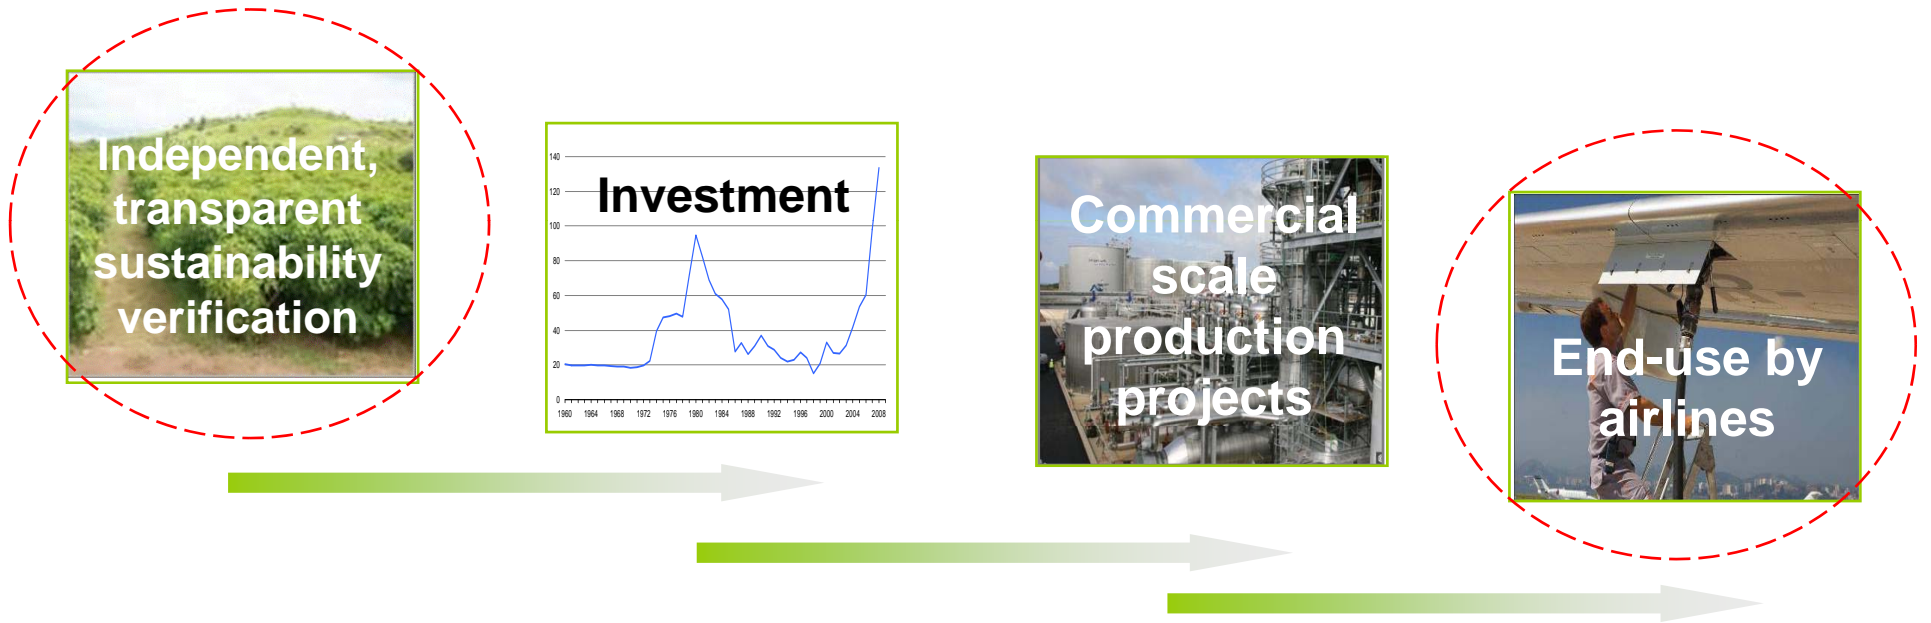 Independent,
transparent
sustainability
verification
Investment
140
120
100
80
60
40
20
0
1960 1964 1968 1972 1976 1980 1984 1988 1992 1996 2000 2004 2008
Commercial
scale
production
projects
End-use by
airlines